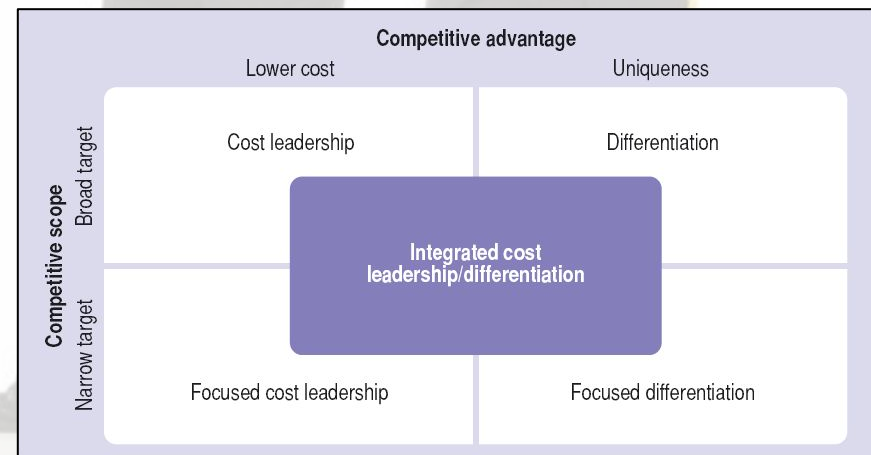 Competitive advantage
Lower cost
Uniqueness
Competitive scope
Broad target
Cost leadership
Differentiation
Integrated cost
leadership/differentiation
Narrow target
Focused cost leadership
Focused differentiation